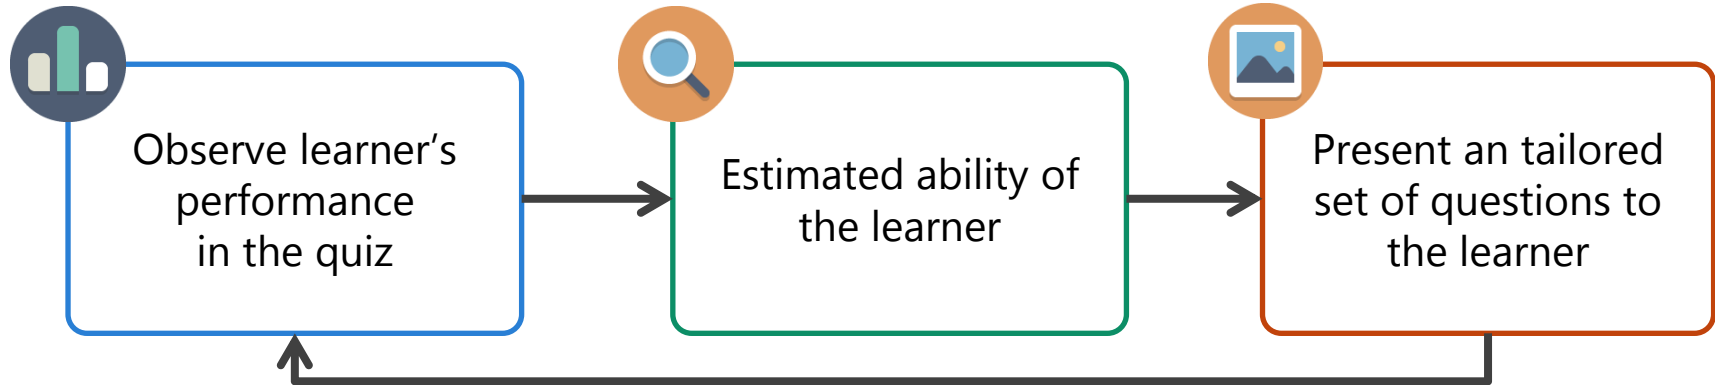 Observe learner’s
performance
in the quiz
Estimated ability of
the learner
Present an tailored
set of questions to
the learner